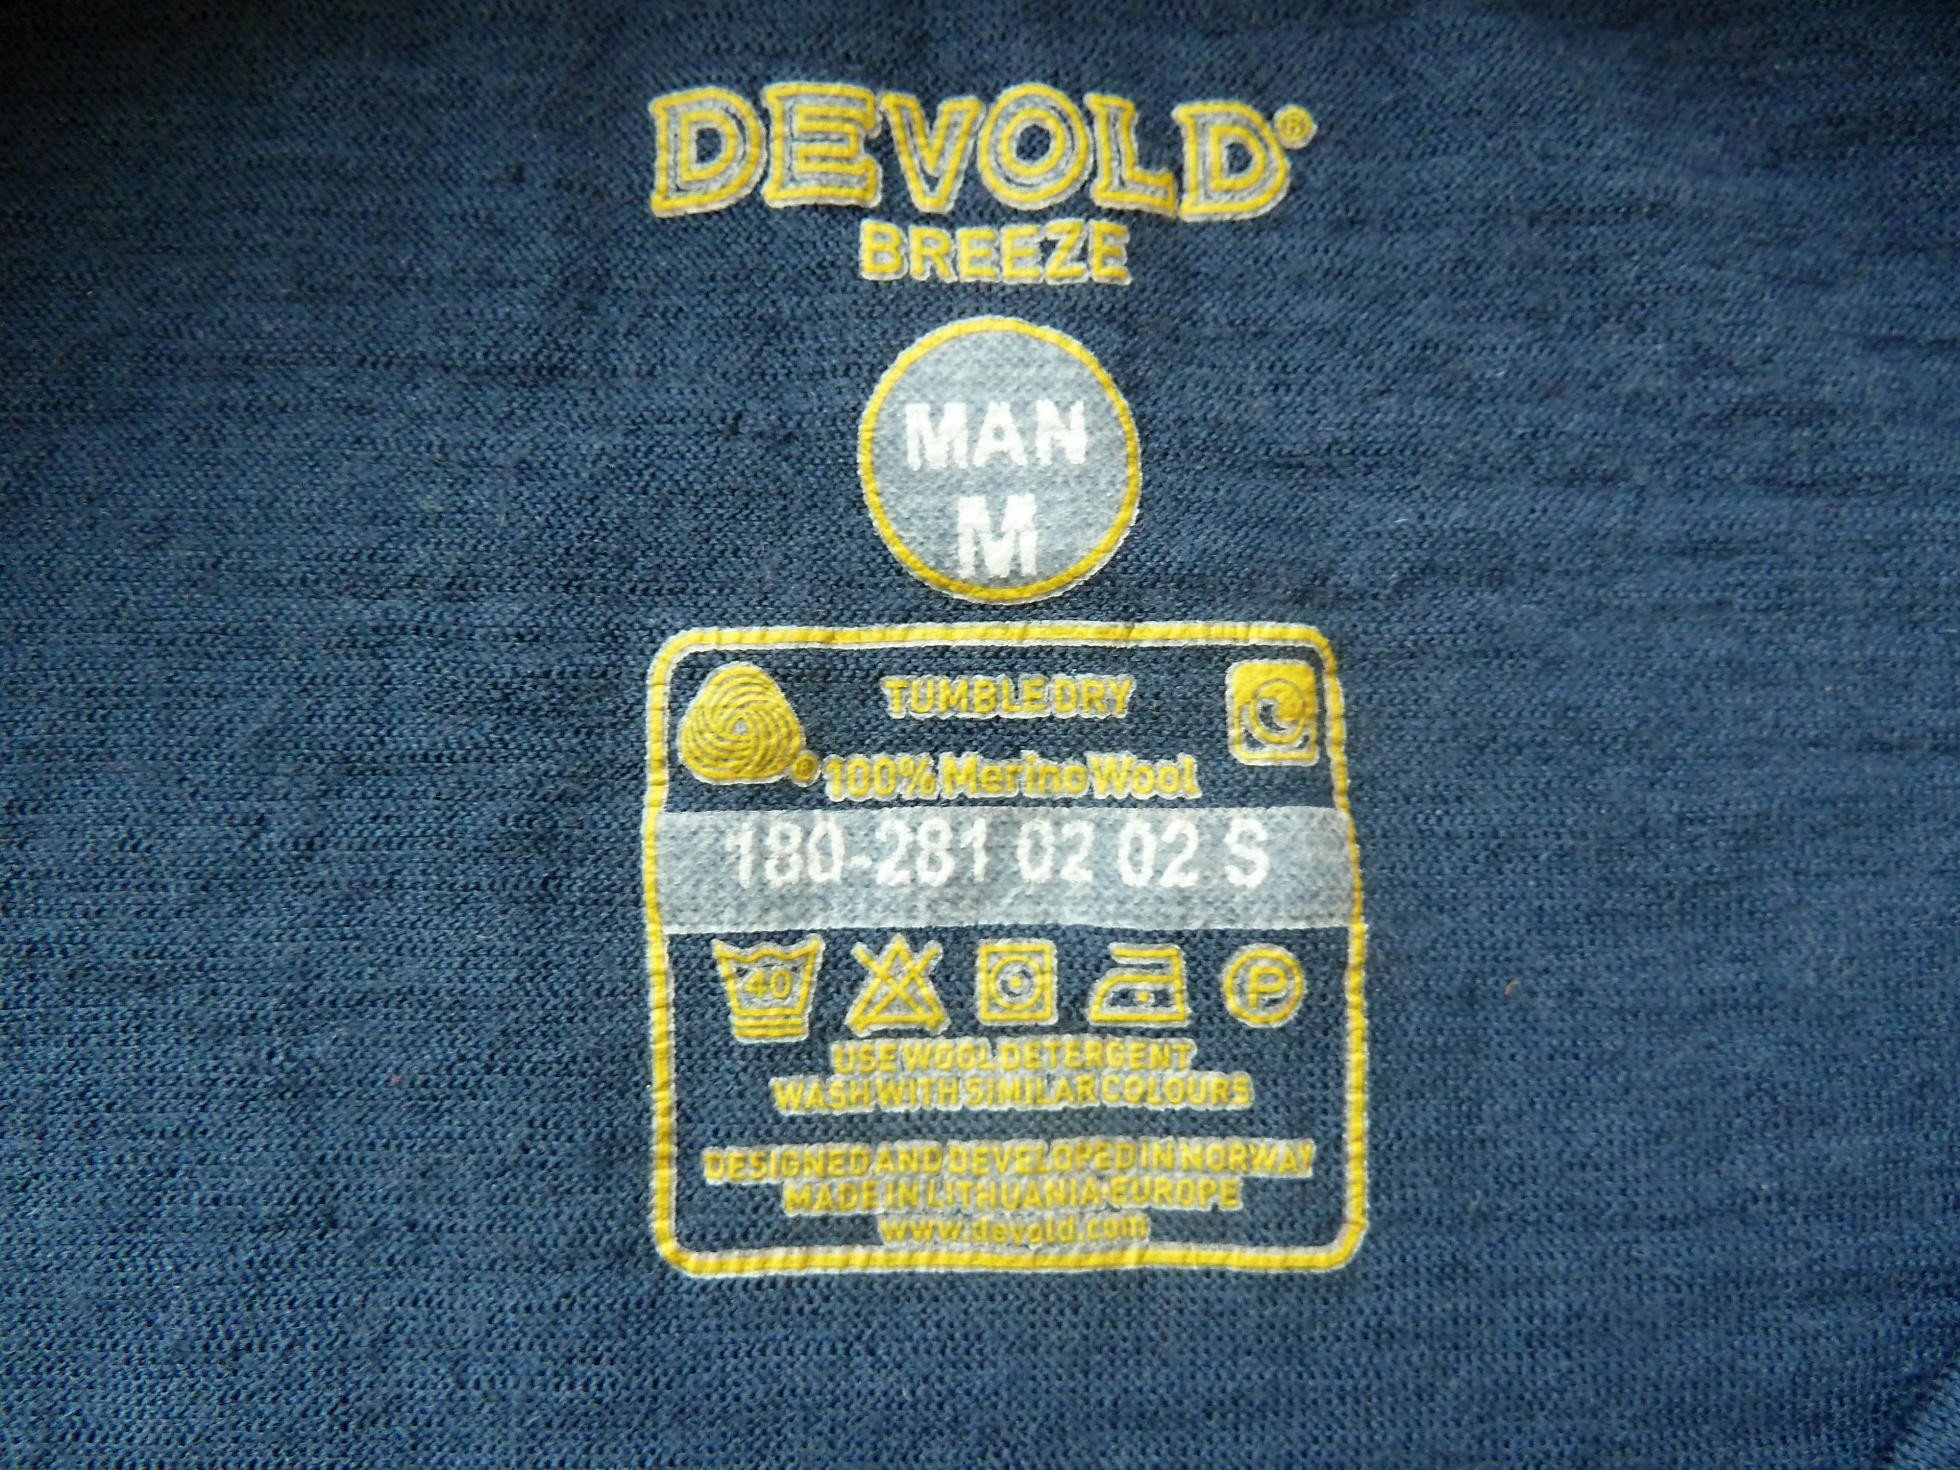 DEVOLD®
BREEZE
MAN
M
TUMBLE DRY
100% Merino Wool
180-281 02 02 S
40
P
USE WOOL DETERGENT
WASH WITH SIMILAR COLOURS
DESIGNED AND DEVELOPED IN NORWAY
MADE IN LITHUANIA-EUROPE
www.devold.com